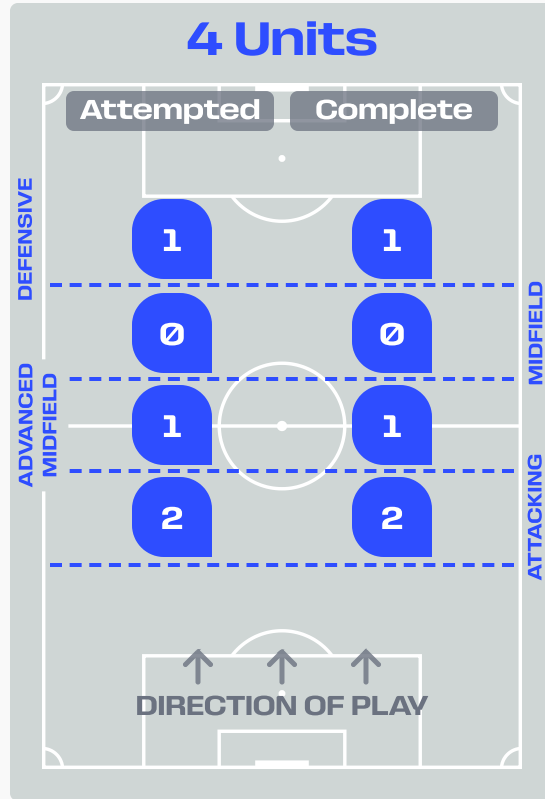 4 Units
Attempted Complete
DEFENSIVE
1 1
MIDFIELD
0 0
ADVANCED
MIDFIELD
1 1
ATTACKING
2 2
DIRECTION OF PLAY